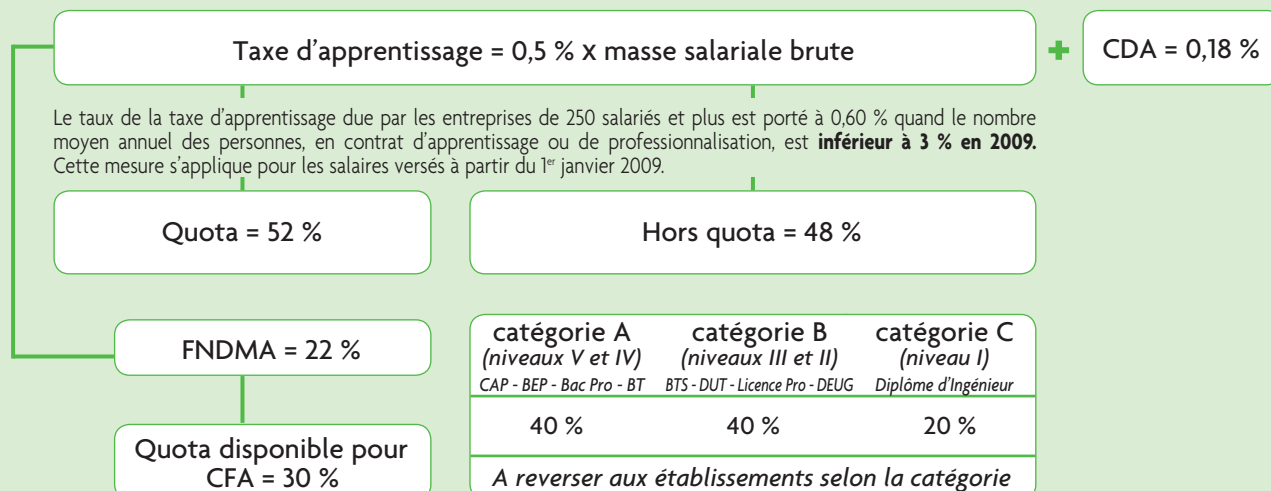 Taxe d'apprentissage = 0,5 % x masse salariale brute
+
CDA = 0,18 %
Le taux de la taxe d'apprentissage due par les entreprises de 250 salariés et plus est porté à 0,60 % quand le nombre
moyen annuel des personnes, en contrat d'apprentissage ou de professionnalisation, est inférieur à 3 % en 2009.
Cette mesure s'applique pour les salaires versés à partir du 1er janvier 2009.
Quota = 52 %
Hors quota = 48 %
FNDMA = 22 %
Quota disponible pour
CFA = 30 %
catégorie A
(niveaux V et IV)
CAP - BEP - Bac Pro - BT
catégorie B
(niveaux III et II)
BTS - DUT - Licence Pro - DEUG
catégorie C
(niveau I)
Diplôme d'Ingénieur
40 %
40 %
20 %
A reverser aux établissements selon la catégorie